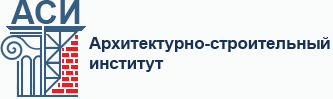 АСИ
Архитектурно-строительный
институт